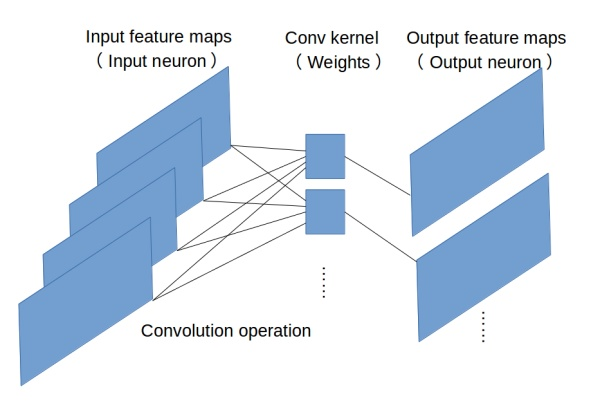 Input feature maps
（ Input neuron ）
Conv kernel
（ Weights ）
Output feature maps
（ Output neuron ）
Convolution operation